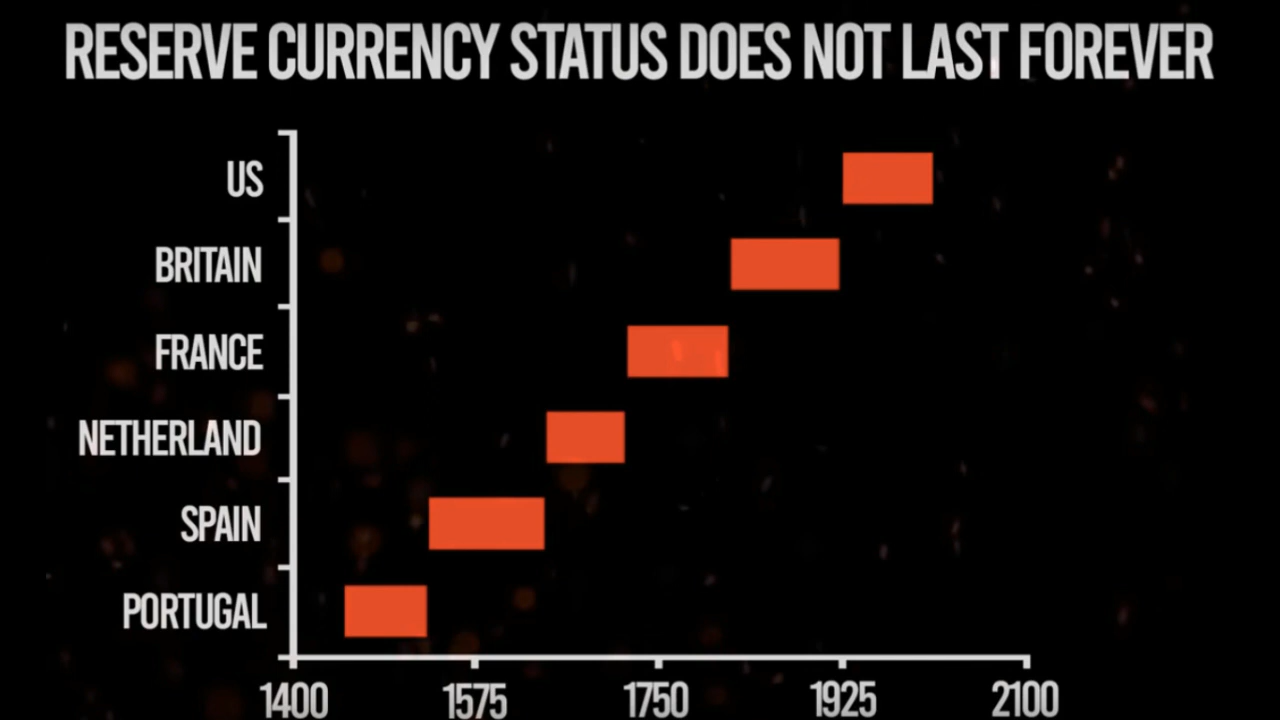 RESERVE CURRENCY STATUS DOES NOT LAST FOREVER
US
BRITAIN
FRANCE
NETHERLAND
SPAIN
PORTUGAL
1400 1575 1750 1925 2100